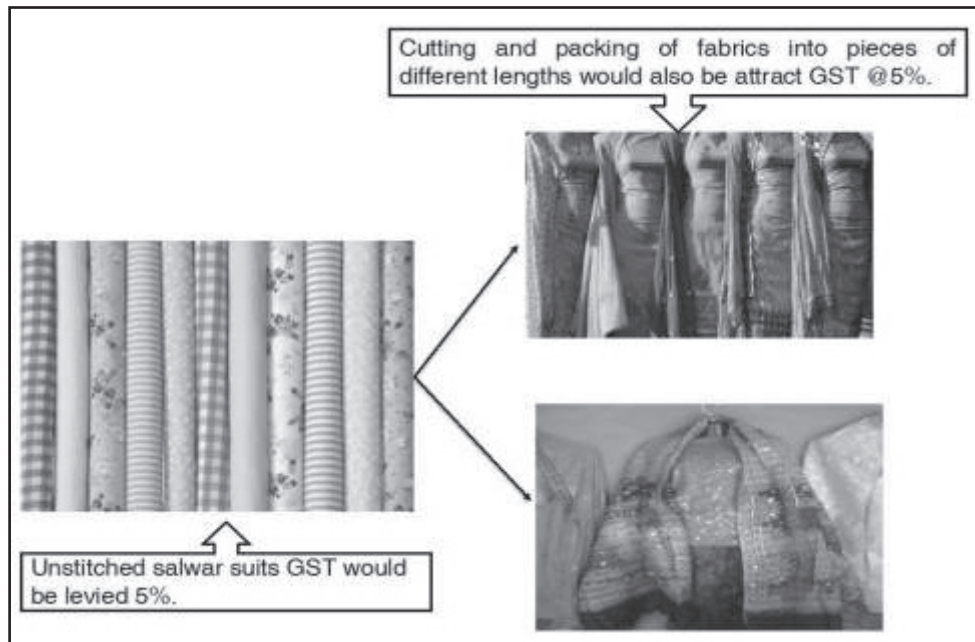 Cutting and packing of fabrics into pieces of
different lengths would also be attract GST @5%.
Unstitched salwar suits GST would
be levied 5%.